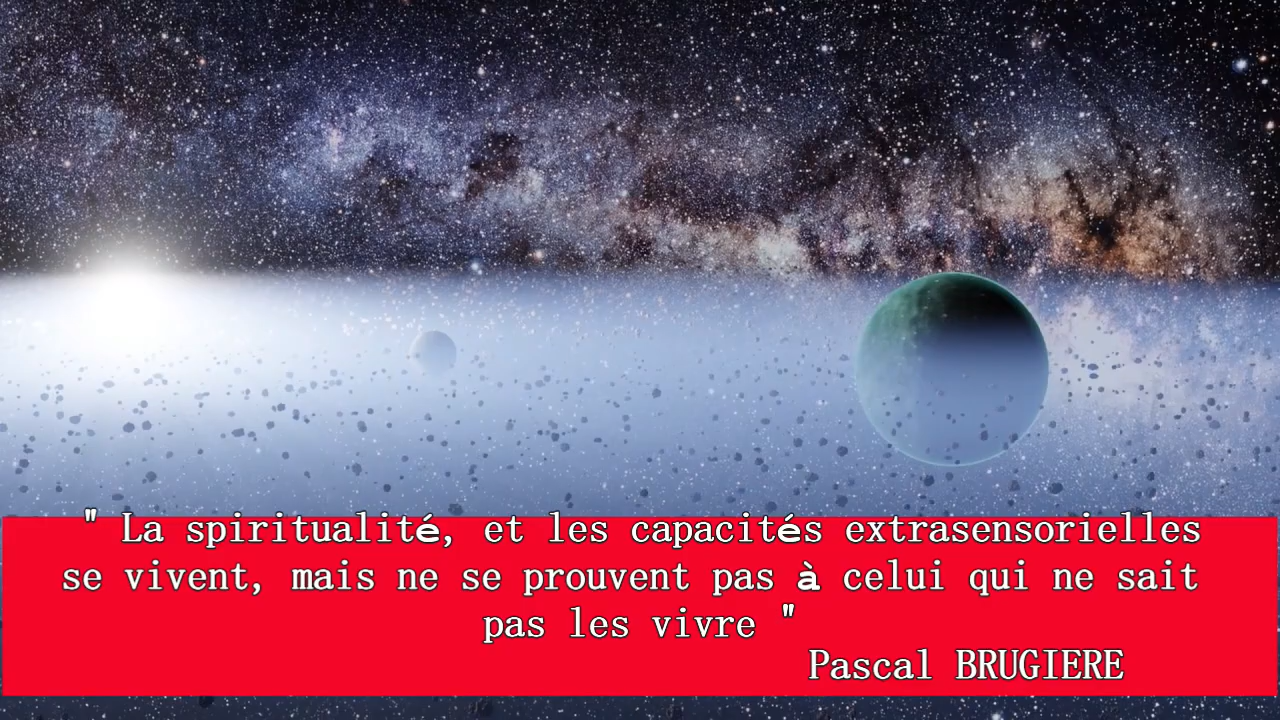 " La spiritualité, et les capacités extrasensorielles
se vivent, mais ne se prouvent pas à celui qui ne sait
pas les vivre "
Pascal BRUGIERE